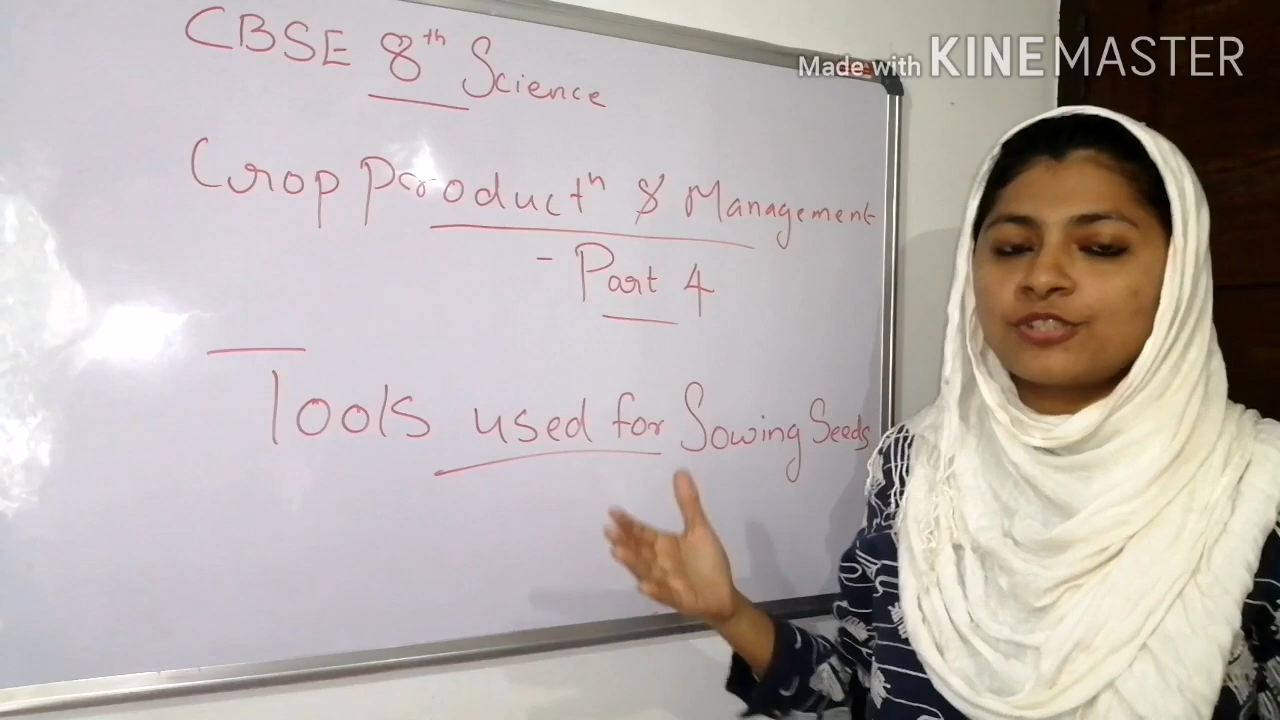 CBSE 8th Science
Made with KINEMASTER
Crop Productn & Management
- Part 4
Tools used for Sowing Seeds